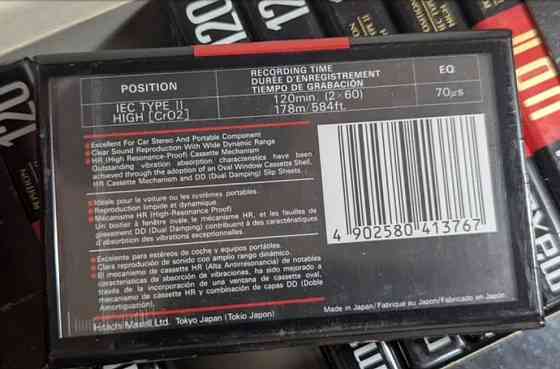 POSITION
RECORDING TIME
DURÉE D'ENREGISTREMENT
TIEMPO DE GRABACIÓN
EQ
IEC TYPE II
HIGH [CrO2]
120min. (2×60)
178m/584ft.
70μs
Excellent For Car Stereo And Portable Component
Clear Sound Reproduction With Wide Dynamic Range
HR (High Resonance-Proof) Cassette Mechanism
Outstanding vibration absorption characteristics have been
achieved through the adoption of an Oval Window Cassette Shell,
HR Cassette Mechanism and DD (Dual Damping) Slip Sheets.
Idéale pour la voiture ou les systèmes portables.
Reproduction limpide et dynamique.
Mécanisme HR (High Resonance-Proof)
Un boîtier à fenêtre ovale, le mécanisme HR, et les feuilles de
glissement DD (Dual Damping) contribuent à des caractéristiques
d'absorption des vibrations exceptionnelles.
Excelente para estéreos de coche y equipos portátiles.
Clara reproducción de sonido con amplio rango dinámico.
El mecanismo de cassette HR (Alta Antirresonancia) de notables
características de absorción de vibraciones, ha sido mejorado a
través de la incorporación de una ventana de cassette oval,
mecanismo de cassette HR y combinación de capas DD (Doble
Amortiguamión).
Hitachi Maxell Ltd. Tokyo Japan (Tokio Japón)
4 902580 413767
Made in Japan/Fabriqué au Japon/Fabricado en Japón
120
120
120